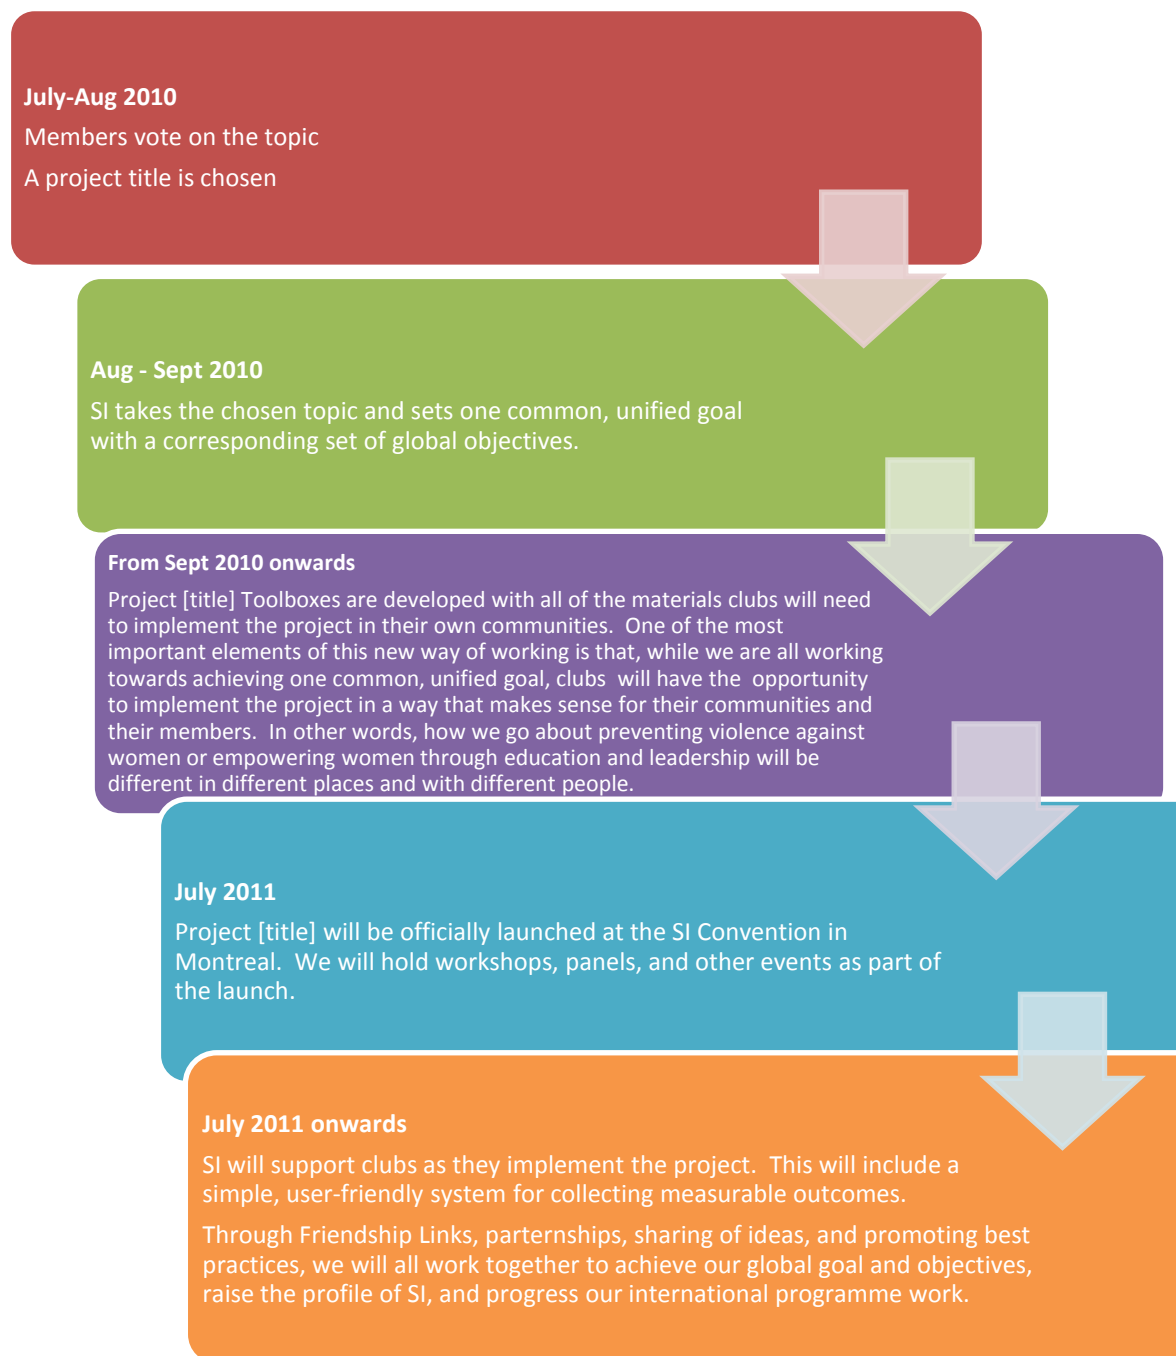 July-Aug 2010
Members vote on the topic
A project title is chosen
Aug - Sept 2010
SI takes the chosen topic and sets one common, unified goal
with a corresponding set of global objectives.
From Sept 2010 onwards
Project [title] Toolboxes are developed with all of the materials clubs will need
to implement the project in their own communities.  One of the most
important elements of this new way of working is that, while we are all working
towards achieving one common, unified goal, clubs  will have the  opportunity
to implement the project in a way that makes sense for their communities and
their members.  In other words, how we go about preventing violence against
women or empowering women through education and leadership will be
different in different places and with different people.
July 2011
Project [title] will be officially launched at the SI Convention in
Montreal.  We will hold workshops, panels, and other events as part of
the launch.
July 2011 onwards
SI will support clubs as they implement the project.  This will include a
simple, user-friendly system for collecting measurable outcomes.
Through Friendship Links, parternships, sharing of ideas, and promoting best
practices, we will all work together to achieve our global goal and objectives,
raise the profile of SI, and progress our international programme work.